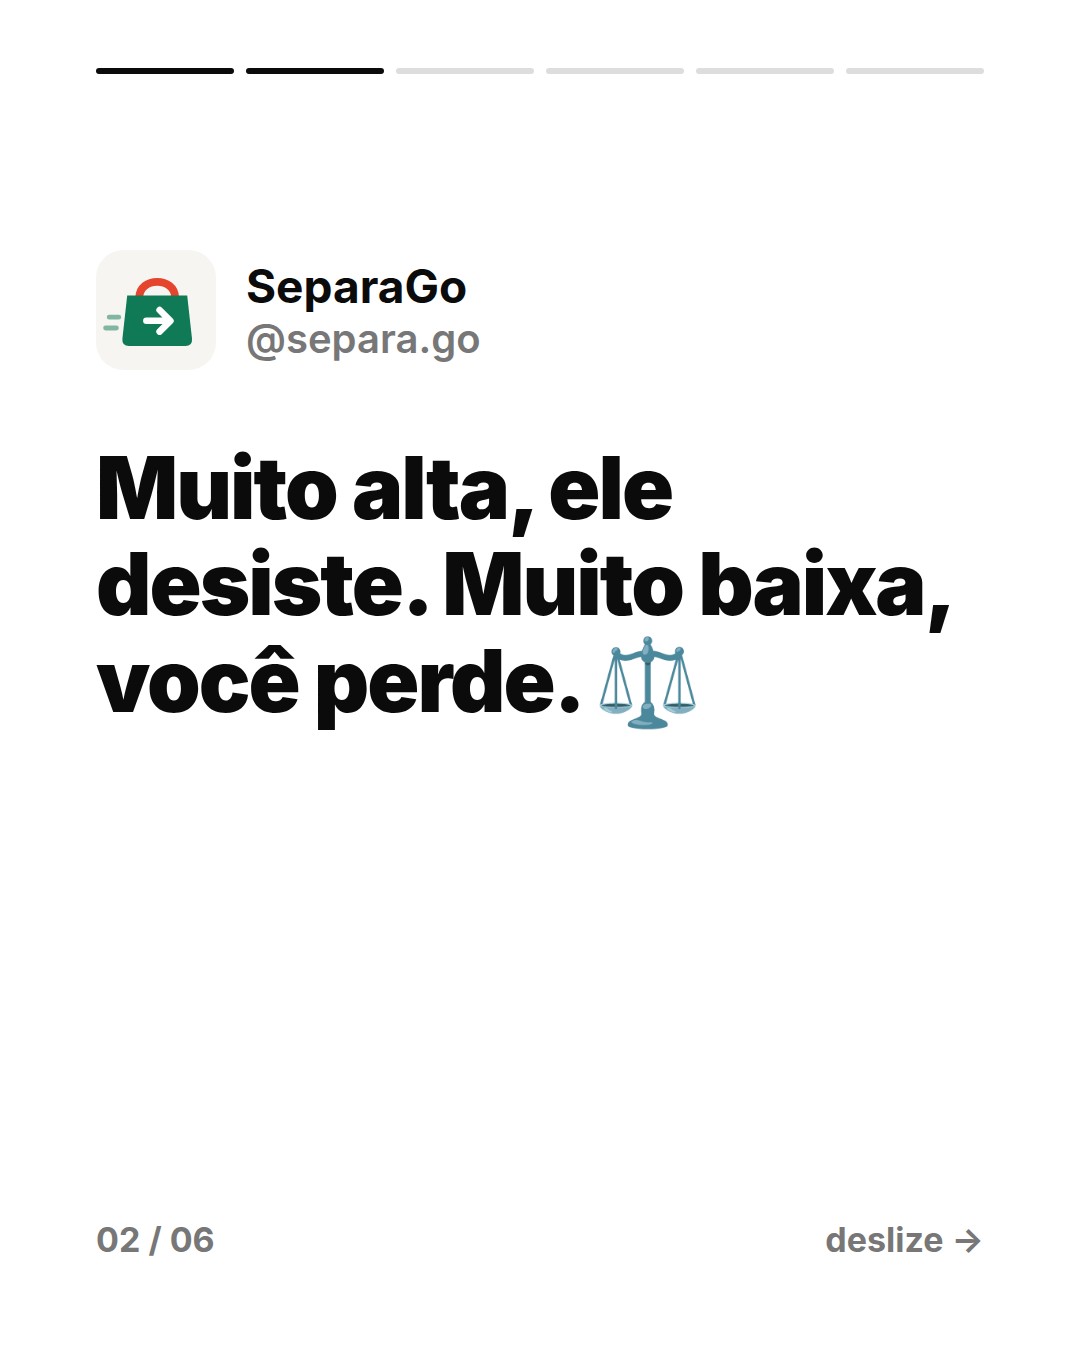 SeparaGo
@separa.go
Muito alta, ele
desiste. Muito baixa,
você perde. ⚖️
02 / 06
deslize →